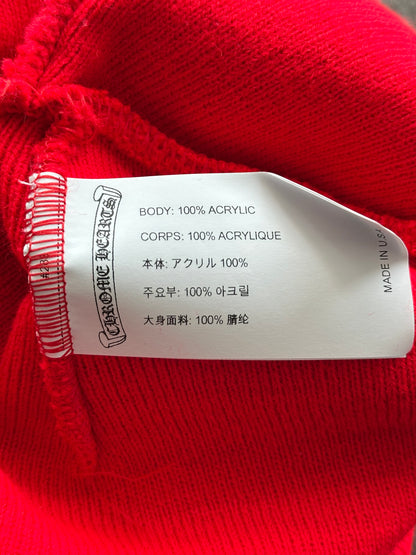 CHROME HEARTS
BODY: 100% ACRYLIC
CORPS: 100% ACRYLIQUE
本体: アクリル 100%
주요부: 100% 아크릴
大身面料: 100% 腈纶
MADE IN U.S.A